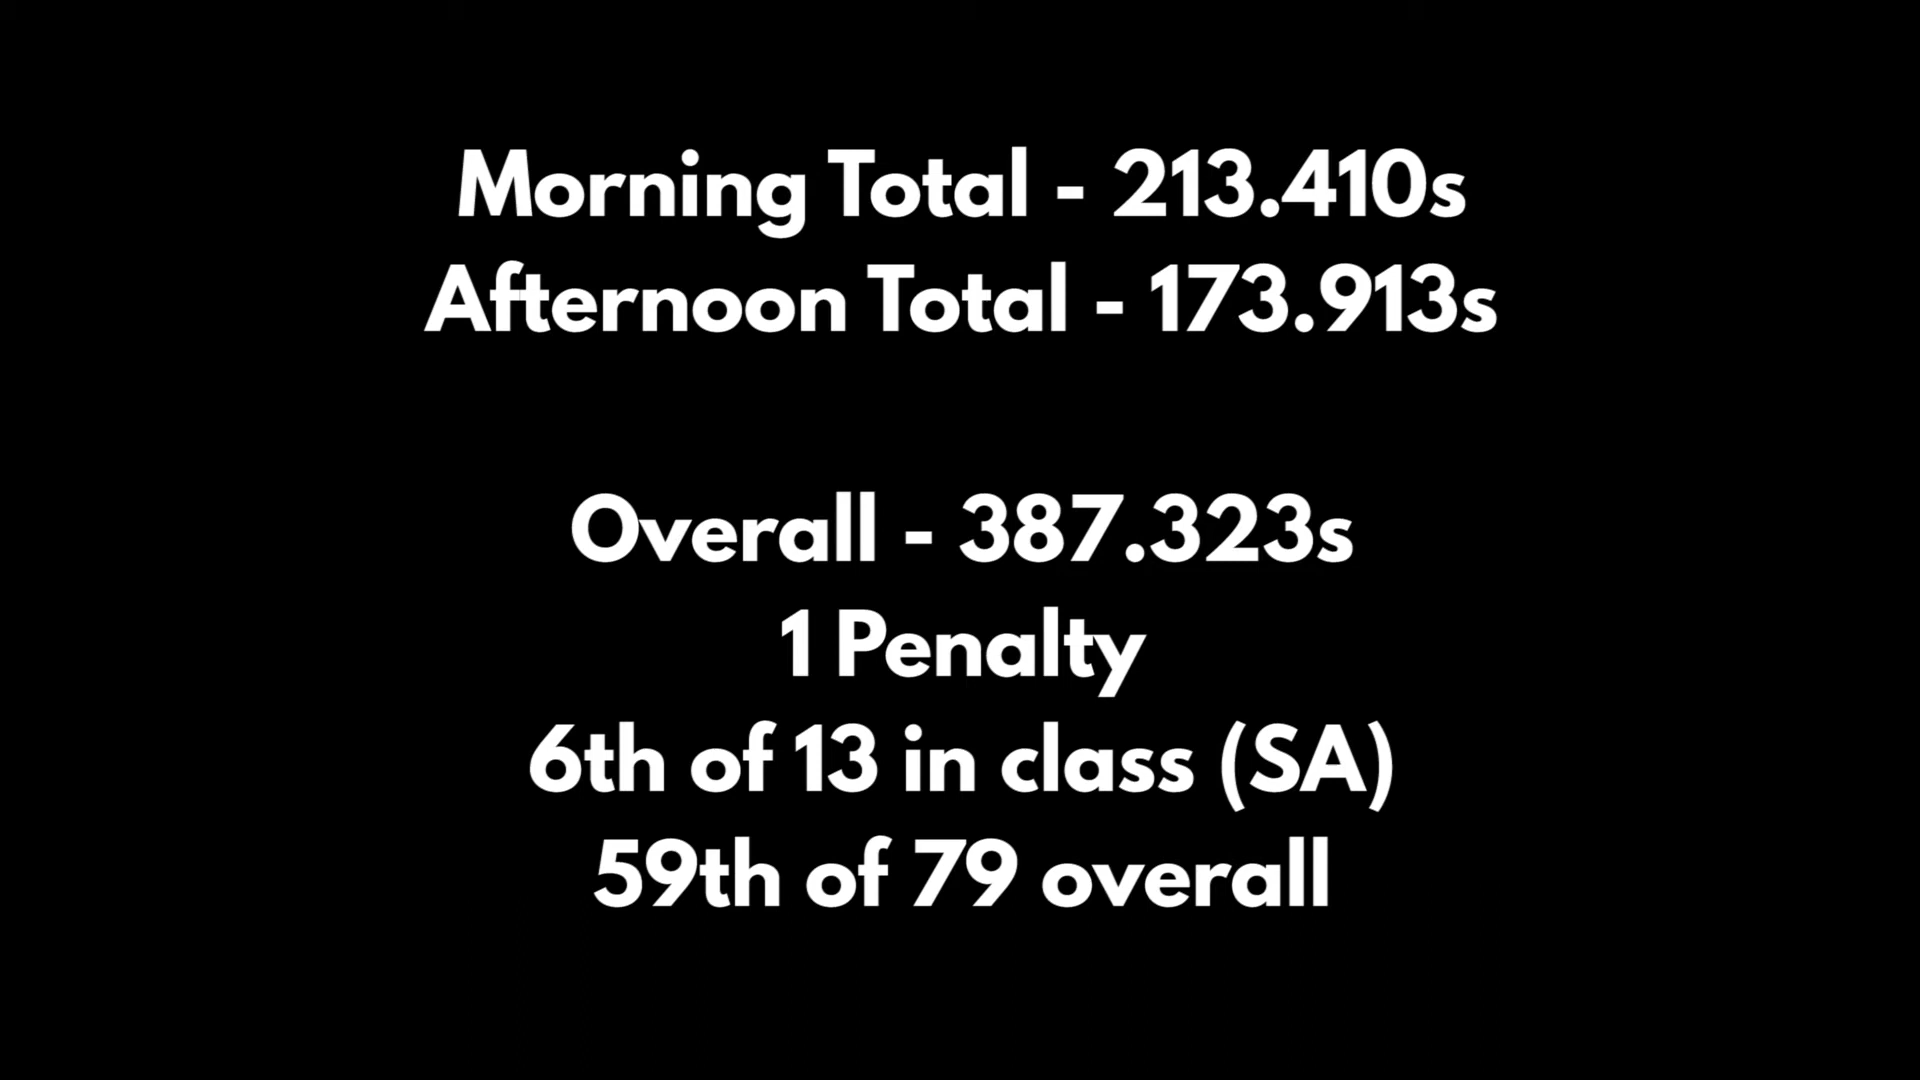 Morning Total - 213.410s
Afternoon Total - 173.913s
Overall - 387.323s
1 Penalty
6th of 13 in class (SA)
59th of 79 overall